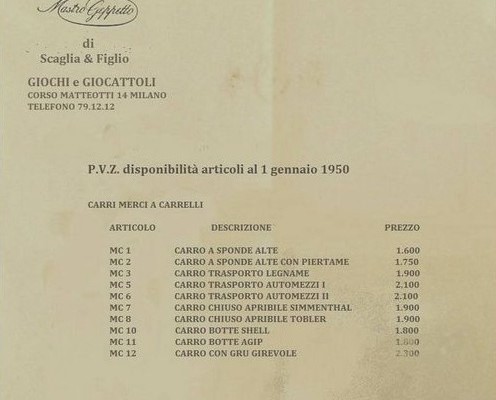 Mastro Geppetto
di
Scaglia & Figlio
GIOCHI e GIOCATTOLI
CORSO MATTEOTTI 14 MILANO
TELEFONO 79.12.12
P.V.Z. disponibilità articoli al 1 gennaio 1950
CARRI MERCI A CARRELLI
ARTICOLO DESCRIZIONE PREZZO
MC 1 CARRO A SPONDE ALTE 1.600
MC 2 CARRO A SPONDE ALTE CON PIERTAME 1.750
MC 3 CARRO TRASPORTO LEGNAME 1.900
MC 5 CARRO TRASPORTO AUTOMEZZI I 2.100
MC 6 CARRO TRASPORTO AUTOMEZZI II 2.100
MC 7 CARRO CHIUSO APRIBILE SIMMENTHAL 1.900
MC 8 CARRO CHIUSO APRIBILE TOBLER 1.900
MC 10 CARRO BOTTE SHELL 1.800
MC 11 CARRO BOTTE AGIP 1.800
MC 12 CARRO CON GRU GIREVOLE 2.300